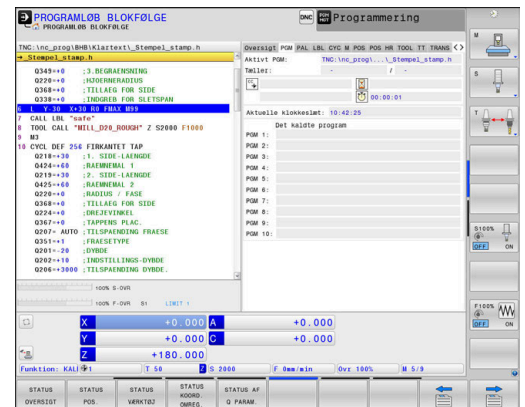 PROGRAMLØB BLOKFØLGE
PROGRAMLØB BLOKFØLGE
DNC
Programmering
TNC:\nc_prog\BHB\Klartext\_Stempel_stamp.h
→_Stempel_stamp.h
Q349=+0 ;3.BEGRAENSNING
Q220=+0 ;HJOERNERADIUS
Q368=+0 ;TILLAEG FOR SIDE
Q338=+0 ;INDGREB FOR SLETSPAN
6 L Y-30 X+30 R0 FMAX M99
7 CALL LBL "safe"
8 TOOL CALL "MILL_D20_ROUGH" Z S2000 F1000
9 M3
10 CYCL DEF 256 FIRKANTET TAP
Q218=+30 ;1. SIDE-LAENGDE
Q424=+60 ;RAEMNEMAL 1
Q219=+30 ;2. SIDE-LAENGDE
Q425=+60 ;RAEMNEMAL 2
Q220=+0 ;RADIUS / FASE
Q368=+0 ;TILLAEG FOR SIDE
Q224=+0 ;DREJEVINKEL
Q367=+0 ;TAPPENS PLAC.
Q207= AUTO ;TILSPAENDING FRAESE
Q351=+1 ;FRAESETYPE
Q201=-20 ;DYBDE
Q202=+10 ;INDSTILLINGS-DYBDE
Q206=+3000 ;TILSPAENDING DYBDE.
100% S-OVR
100% F-OVR S1 LIMIT 1
Oversigt PGM PAL LBL CYC M POS POS HR TOOL TT TRANS
Aktivt PGM: TNC:\nc_prog\...\_Stempel_stamp.h
Tæller: - / -
00:00:01
Aktuelle klokkeslæt: 10:42:25
Det kaldte program
PGM 1:
PGM 2:
PGM 3:
PGM 4:
PGM 5:
PGM 6:
PGM 7:
PGM 8:
PGM 9:
PGM 10:
X +0.000 A +0.000
Y +0.000 C +0.000
Z +180.000
Funktion: KALI 1 T 50 Z S 2000 F 0mm/min Ovr 100% M 5/9
STATUS OVERSIGT
STATUS POS.
STATUS VÆRKTØJ
STATUS KOORD. OMREG.
STATUS AF Q PARAM.
M
S
T
S100%
OFF ON
F100%
OFF ON